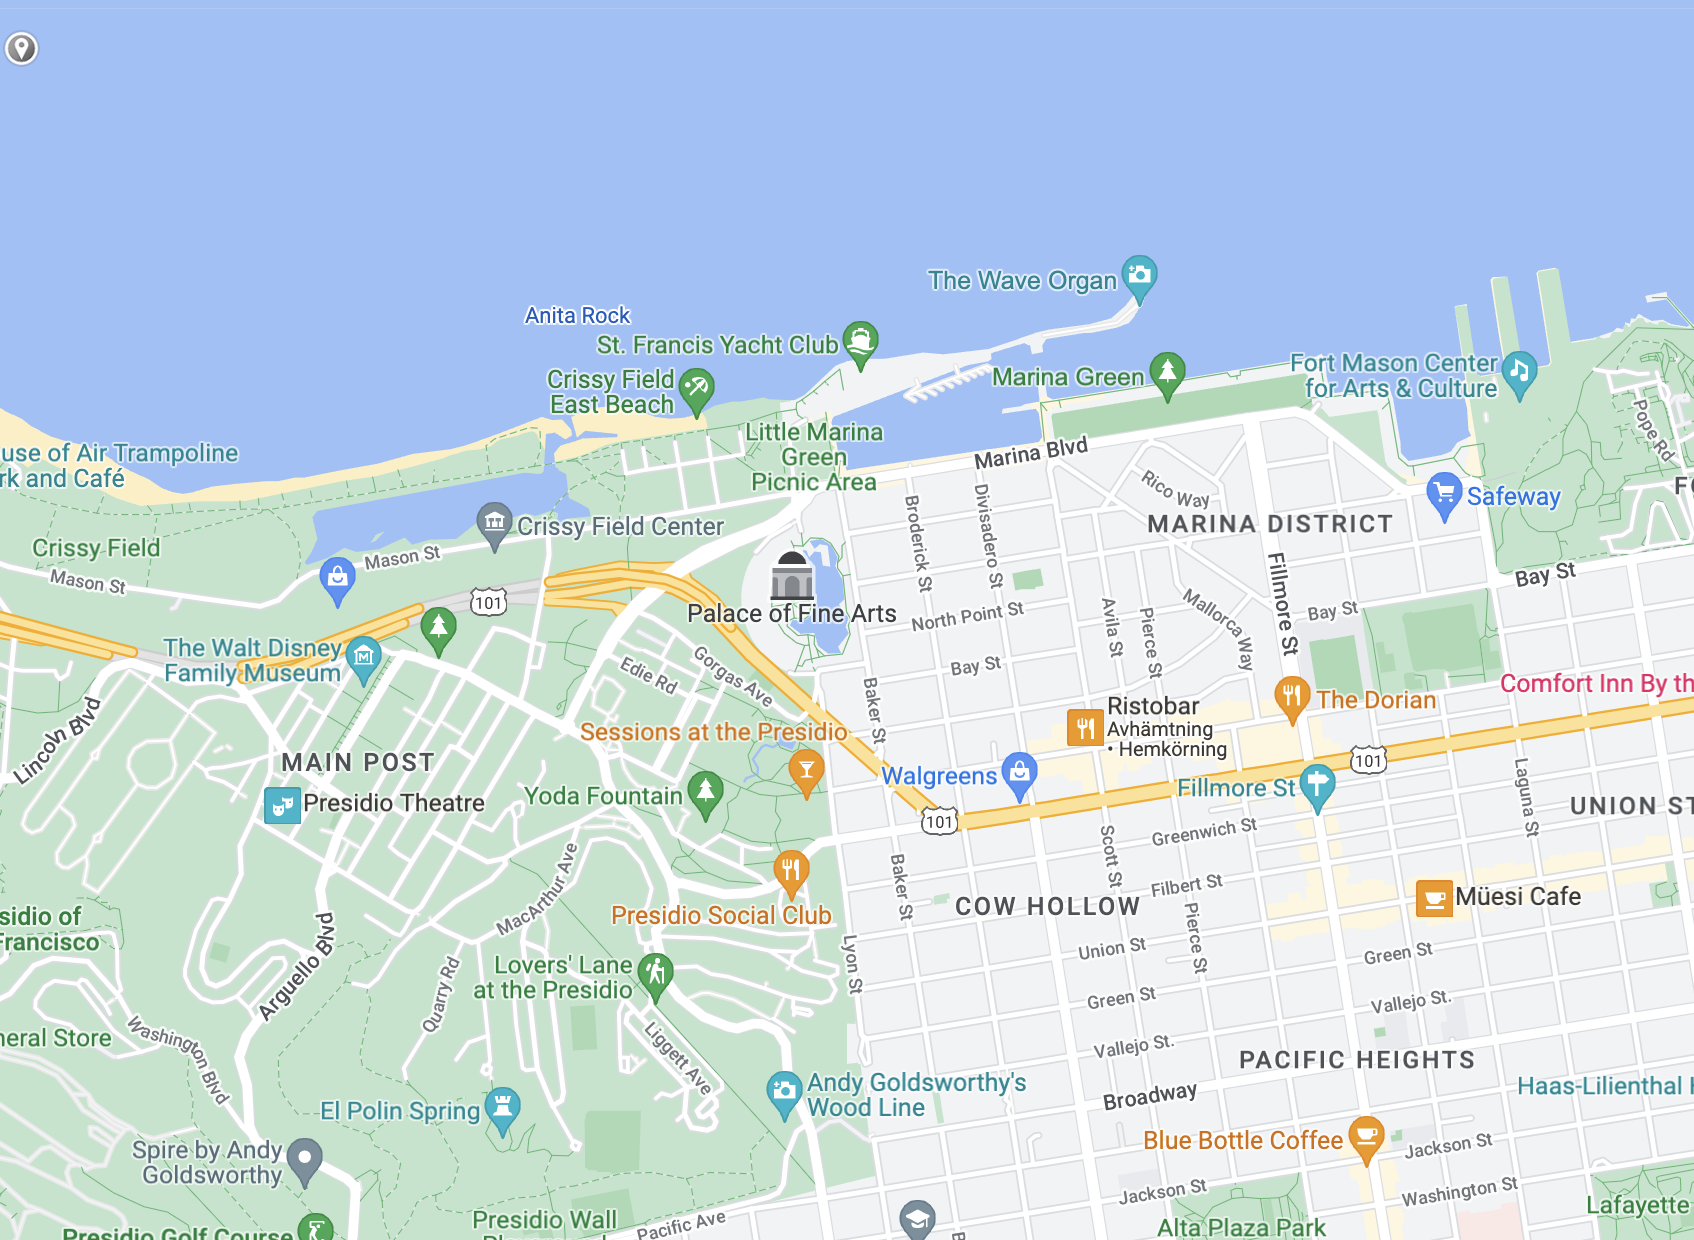 The Wave Organ
Anita Rock
St. Francis Yacht Club
Crissy Field
East Beach
Marina Green
Fort Mason Center
for Arts & Culture
Pope Rd
Little Marina
Green
Picnic Area
Marina Blvd
use of Air Trampoline
rk and Café
Rico Way
Safeway
MARINA DISTRICT
Crissy Field Center
Crissy Field
Mason St
Mason St
Broderick St
Divisadero St
Fillmore St
Bay St
Bay St
101
Palace of Fine Arts
North Point St
Avila St
Pierce St
Mallorca Way
The Walt Disney
Family Museum
Edie Rd
Gorgas Ave
Bay St
Baker St
Comfort Inn By th
The Dorian
Ristobar
Avhämtning
• Hemkörning
Lincoln Blvd
Sessions at the Presidio
MAIN POST
101
Walgreens
Fillmore St
Yoda Fountain
Presidio Theatre
101
Laguna St
UNION ST
Greenwich St
Scott St
MacArthur Ave
Baker St
Filbert St
Müesi Cafe
COW HOLLOW
Presidio Social Club
sidio of
Francisco
Arguello Blvd
Pierce St
Union St
Green St
Lyon St
Lovers' Lane
at the Presidio
Quarry Rd
Green St
Vallejo St.
neral Store
Washington Blvd
Liggett Ave
Vallejo St.
PACIFIC HEIGHTS
Andy Goldsworthy's
Wood Line
Broadway
Haas-Lilienthal H
El Polin Spring
Blue Bottle Coffee
Jackson St
Spire by Andy
Goldsworthy
Jackson St
Washington St
Lafayette
Presidio Wall
Pacific Ave
Alta Plaza Park
Presidio Golf Course